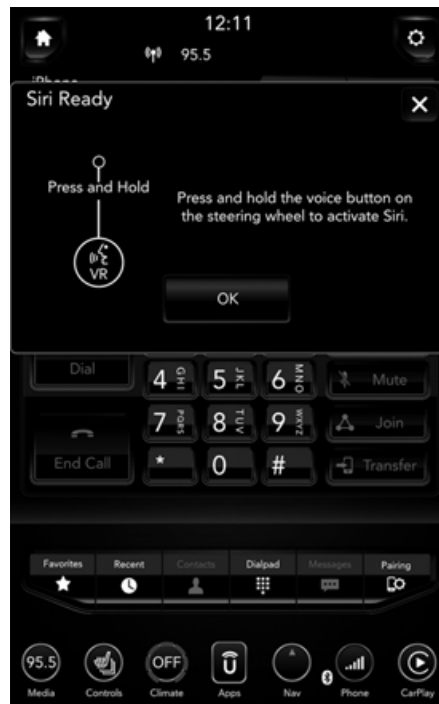 12:11
95.5
iPhone
Siri Ready
Press and Hold
Press and hold the voice button on
the steering wheel to activate Siri.
VR
OK
Dial
4 GHI 5 JKL 6 MNO
Mute
7 PQRS 8 TUV 9 WXYZ
Join
End Call
* 0 #
Transfer
Favorites Recent Contacts Dialpad Messages Pairing
95.5 OFF
Media Controls Climate Apps Nav Phone CarPlay